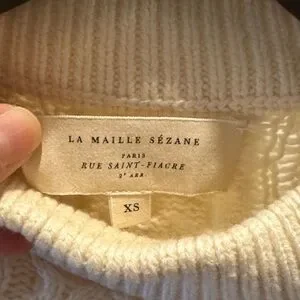 LA MAILLE SÉZANE
PARIS
RUE SAINT-FIACRE
2ᵉ ARR.
XS